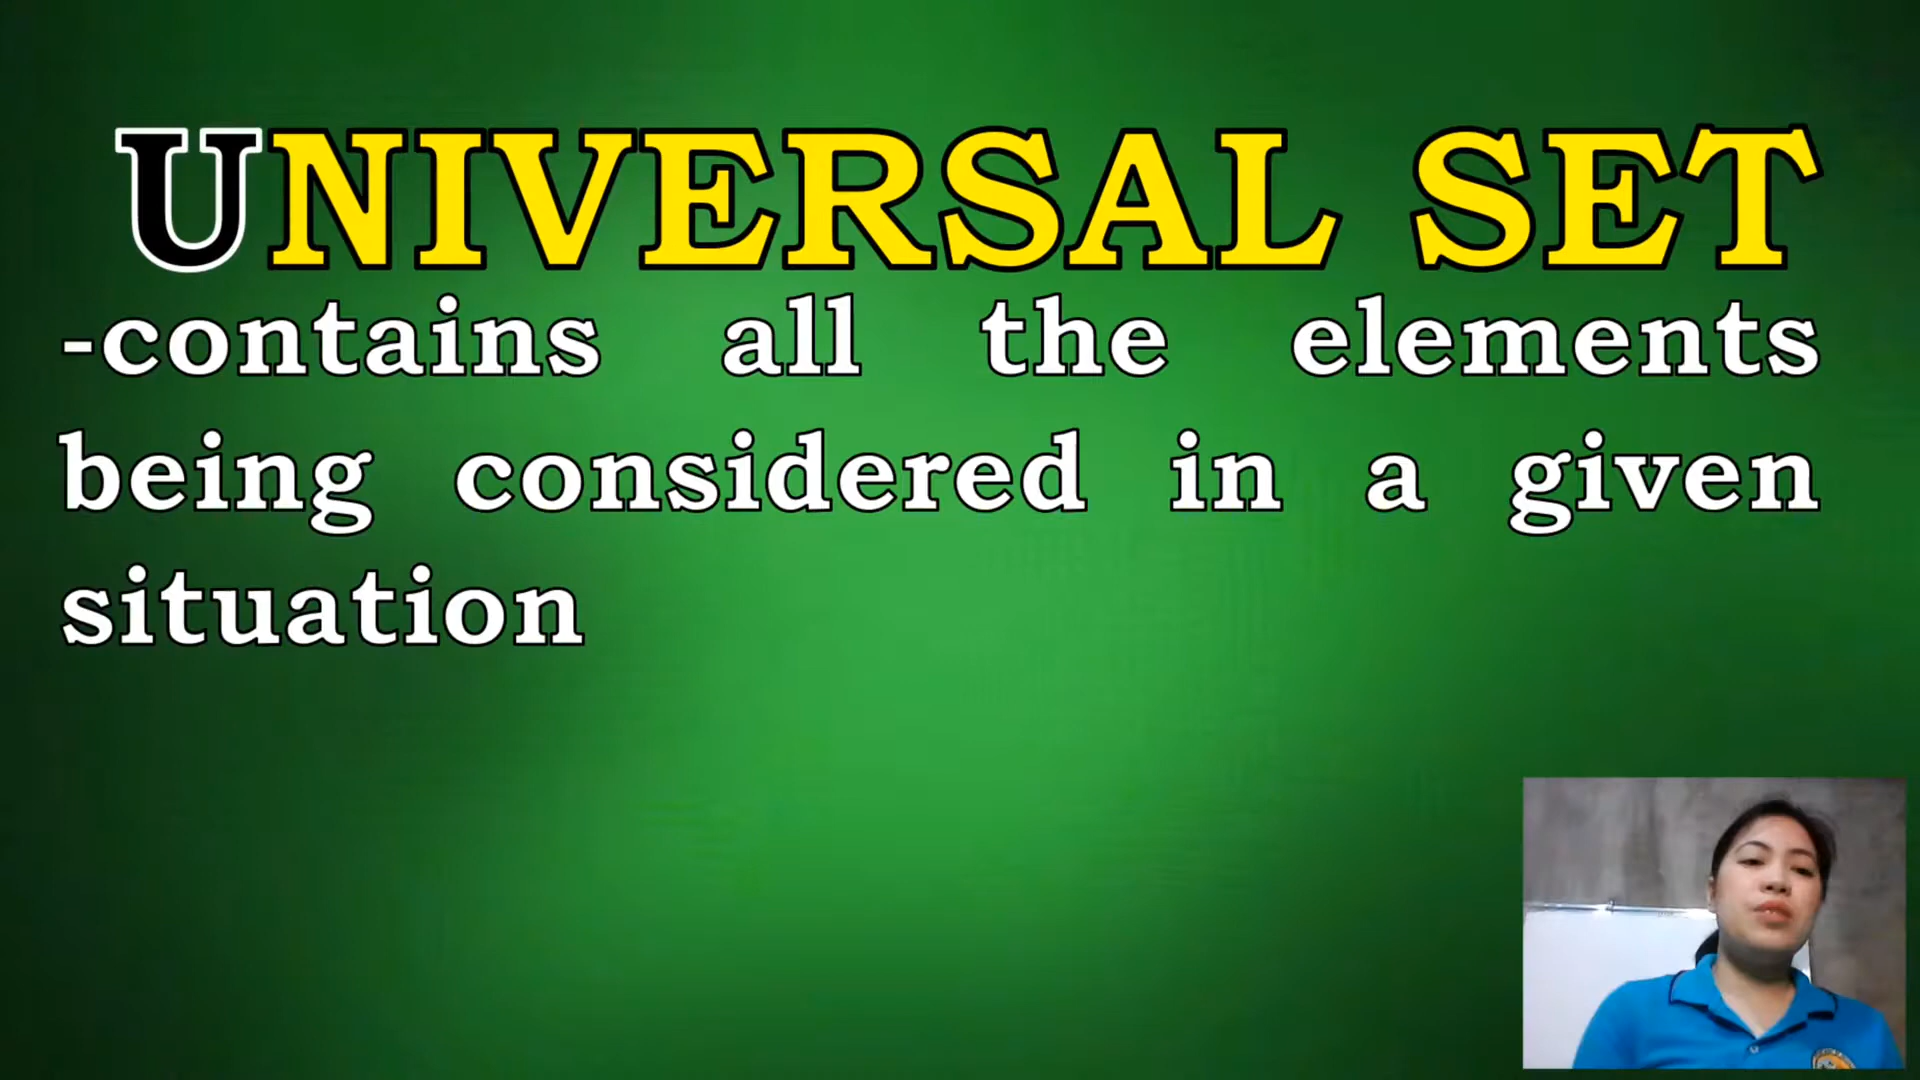 UNIVERSAL SET
-contains all the elements
being considered in a given
situation